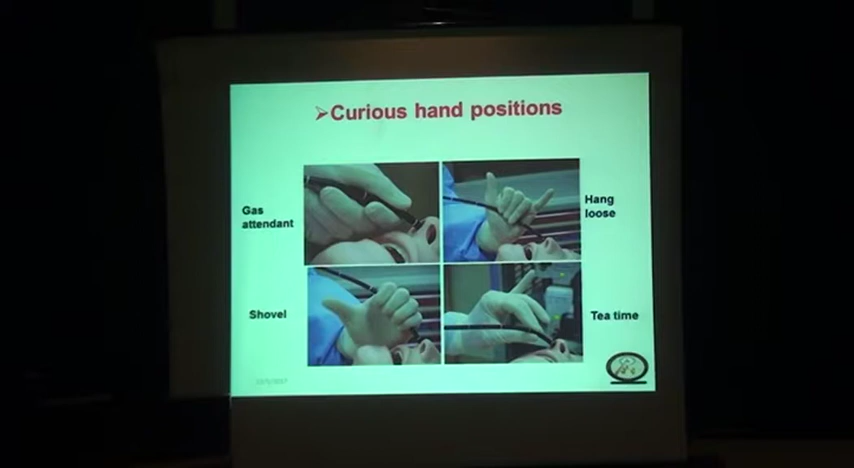 ➢Curious hand positions
Gas
attendant
Hang
loose
Shovel
Tea time